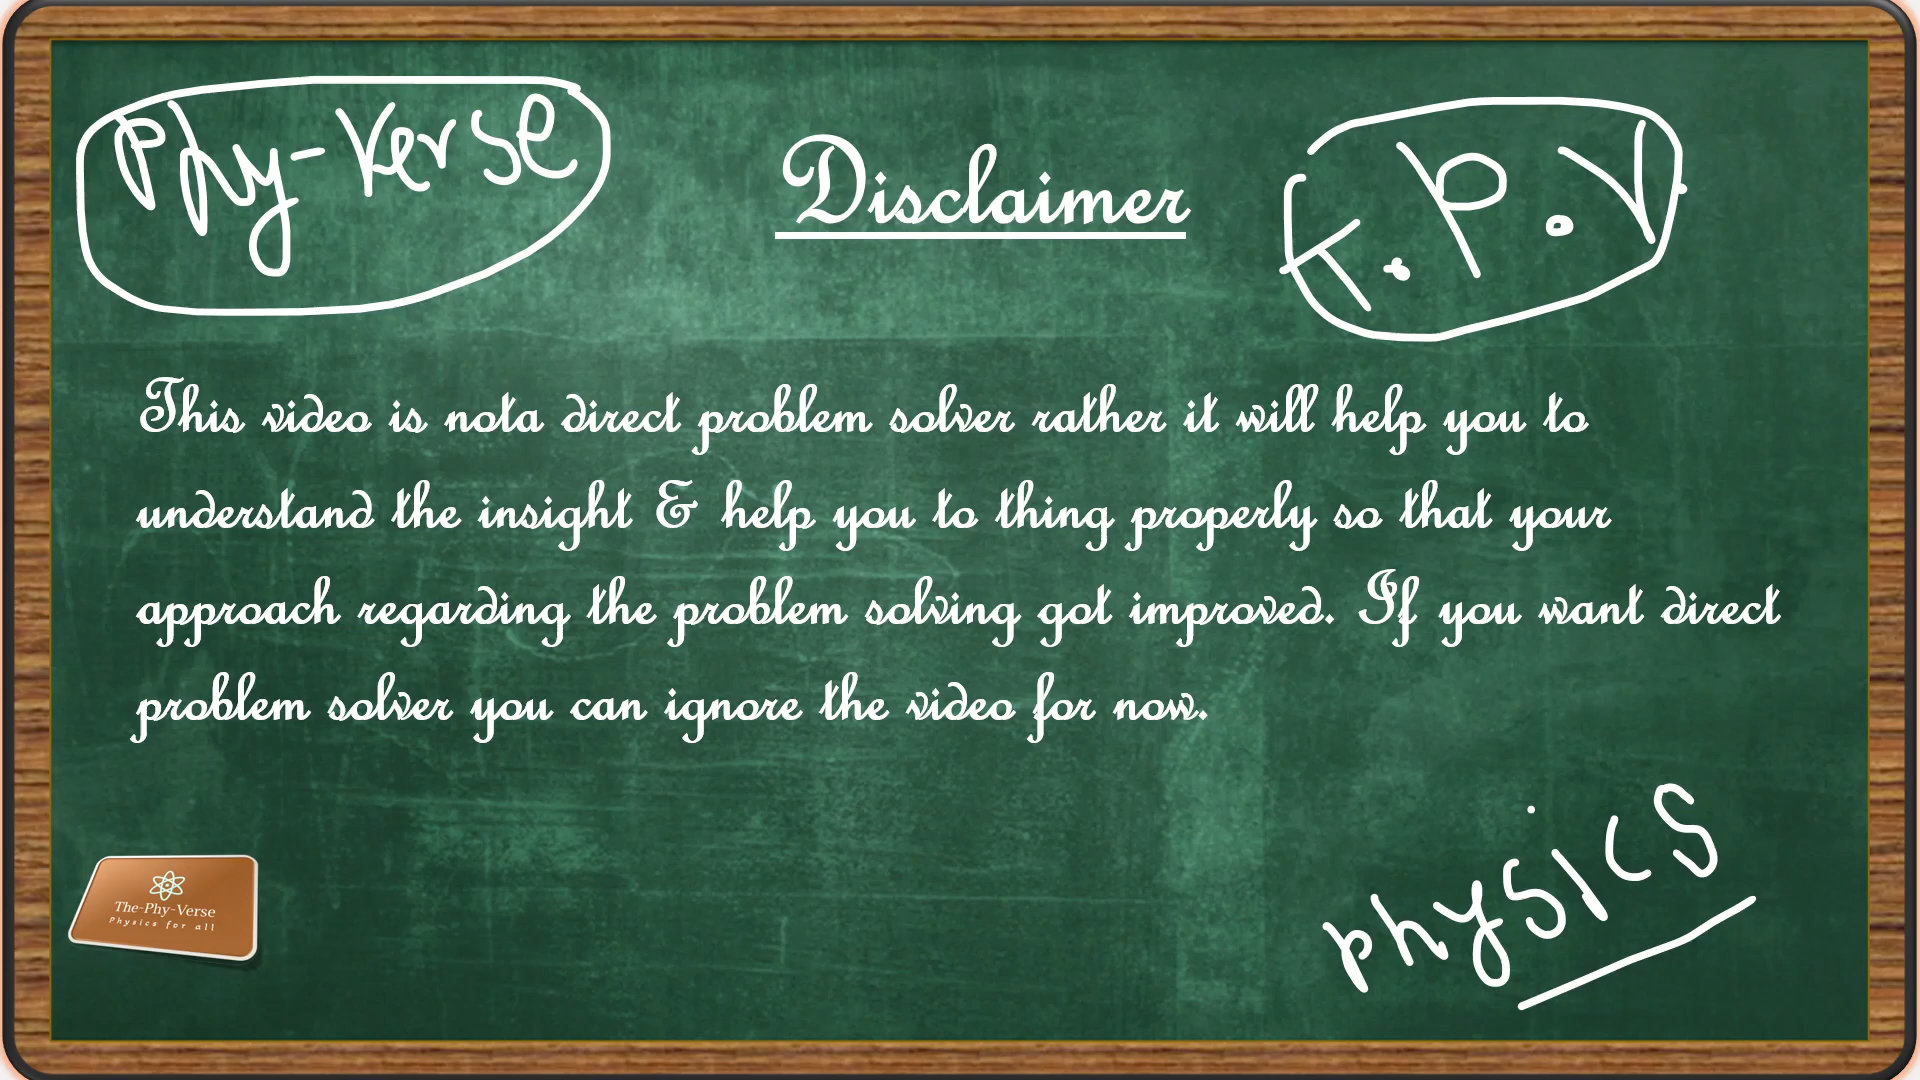 Phy-Verse
Disclaimer
T.P.V
This video is nota direct problem solver rather it will help you to
understand the insight & help you to thing properly so that your
approach regarding the problem solving got improved. If you want direct
problem solver you can ignore the video for now.
The-Phy-Verse
Physics for all
physics